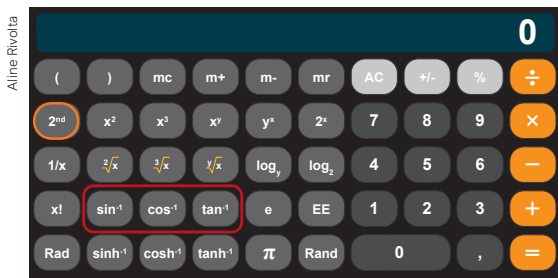 Aline Rivolta
0
( ) mc m+ m- mr AC +/- % ÷
2ⁿᵈ x² x³ xʸ yˣ 2ˣ 7 8 9 ×
1/x ²√x ³√x ʸ√x logᵧ log₂ 4 5 6 −
x! sin⁻¹ cos⁻¹ tan⁻¹ e EE 1 2 3 +
Rad sinh⁻¹ cosh⁻¹ tanh⁻¹ π Rand 0 , =